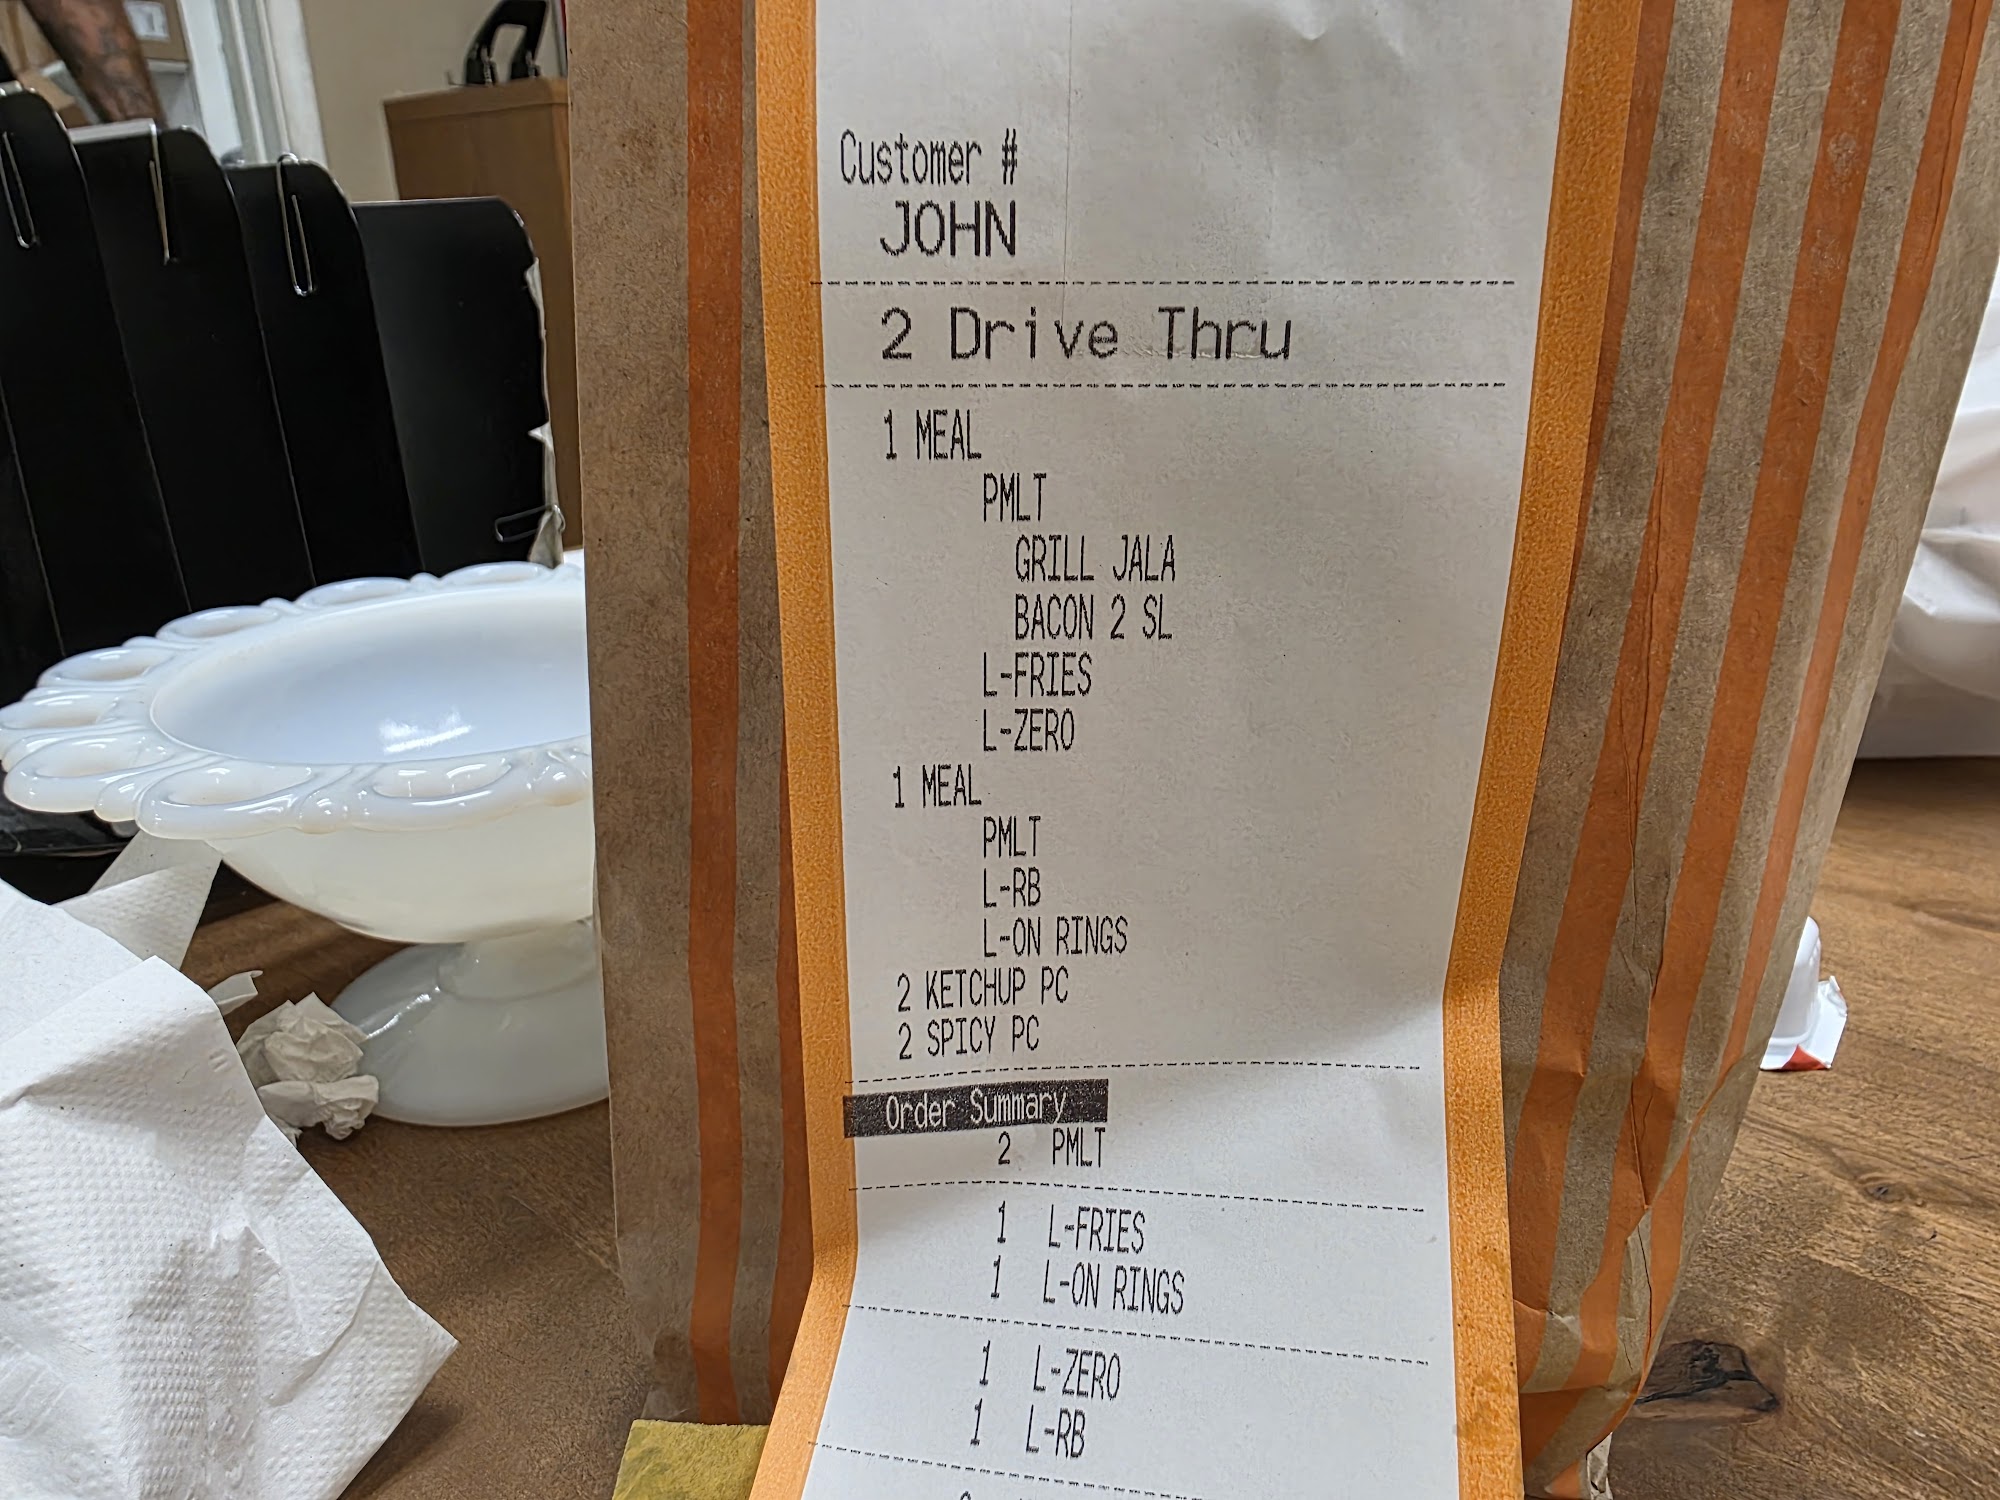 Customer #
JOHN
2 Drive Thru
1 MEAL
PMLT
GRILL JALA
BACON 2 SL
L-FRIES
L-ZERO
1 MEAL
PMLT
L-RB
L-ON RINGS
2 KETCHUP PC
2 SPICY PC
Order Summary
2 PMLT
1 L-FRIES
1 L-ON RINGS
1 L-ZERO
1 L-RB